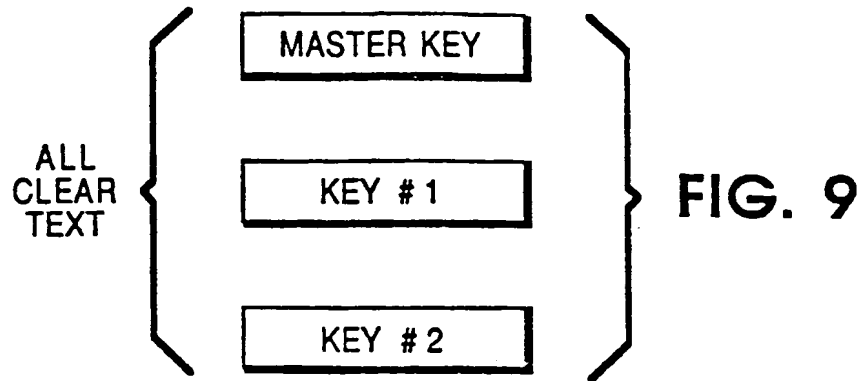 MASTER KEY
ALL
CLEAR
TEXT
KEY # 1
FIG. 9
KEY # 2